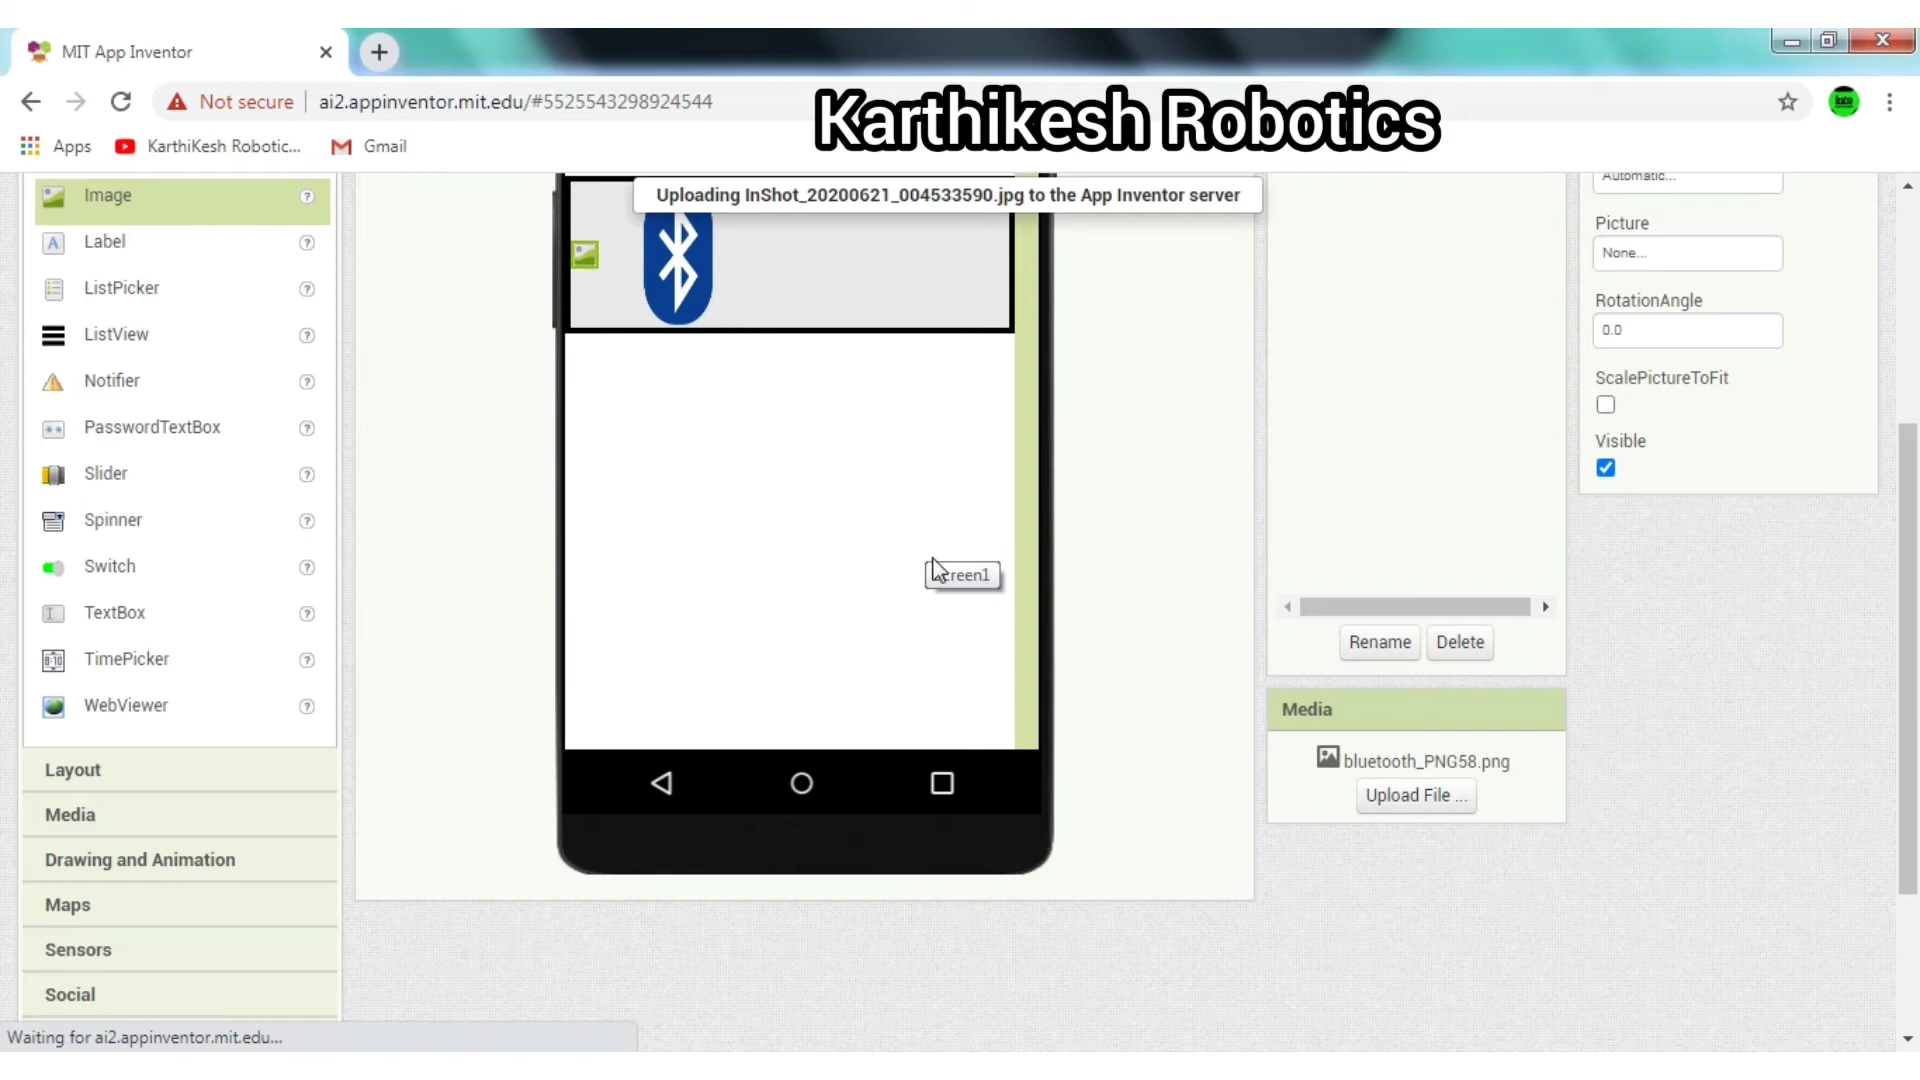 MIT App Inventor
Not secure
ai2.appinventor.mit.edu/#5525543298924544
Karthikesh Robotics
Apps
KarthiKesh Robotic...
Gmail
Uploading InShot_20200621_004533590.jpg to the App Inventor server
Image
Label
ListPicker
ListView
Notifier
PasswordTextBox
Slider
Spinner
Switch
TextBox
TimePicker
WebViewer
Layout
Media
Drawing and Animation
Maps
Sensors
Social
Waiting for ai2.appinventor.mit.edu...
Rename
Delete
Media
bluetooth_PNG58.png
Upload File ...
Automatic...
Picture
None...
RotationAngle
0.0
ScalePictureToFit
Visible